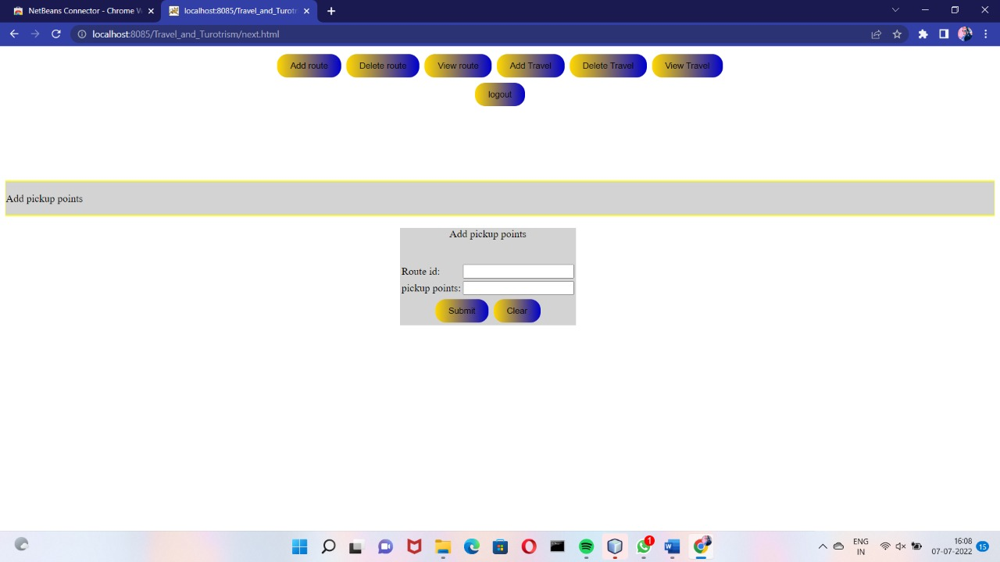 NetBeans Connector - Chrome W
localhost:8085/Travel_and_Turotri
localhost:8085/Travel_and_Turotrism/next.html
Add route Delete route View route Add Travel Delete Travel View Travel
logout
Add pickup points
Add pickup points
Route id:
pickup points:
Submit Clear
1
W
ENG
IN
16:08
07-07-2022
15